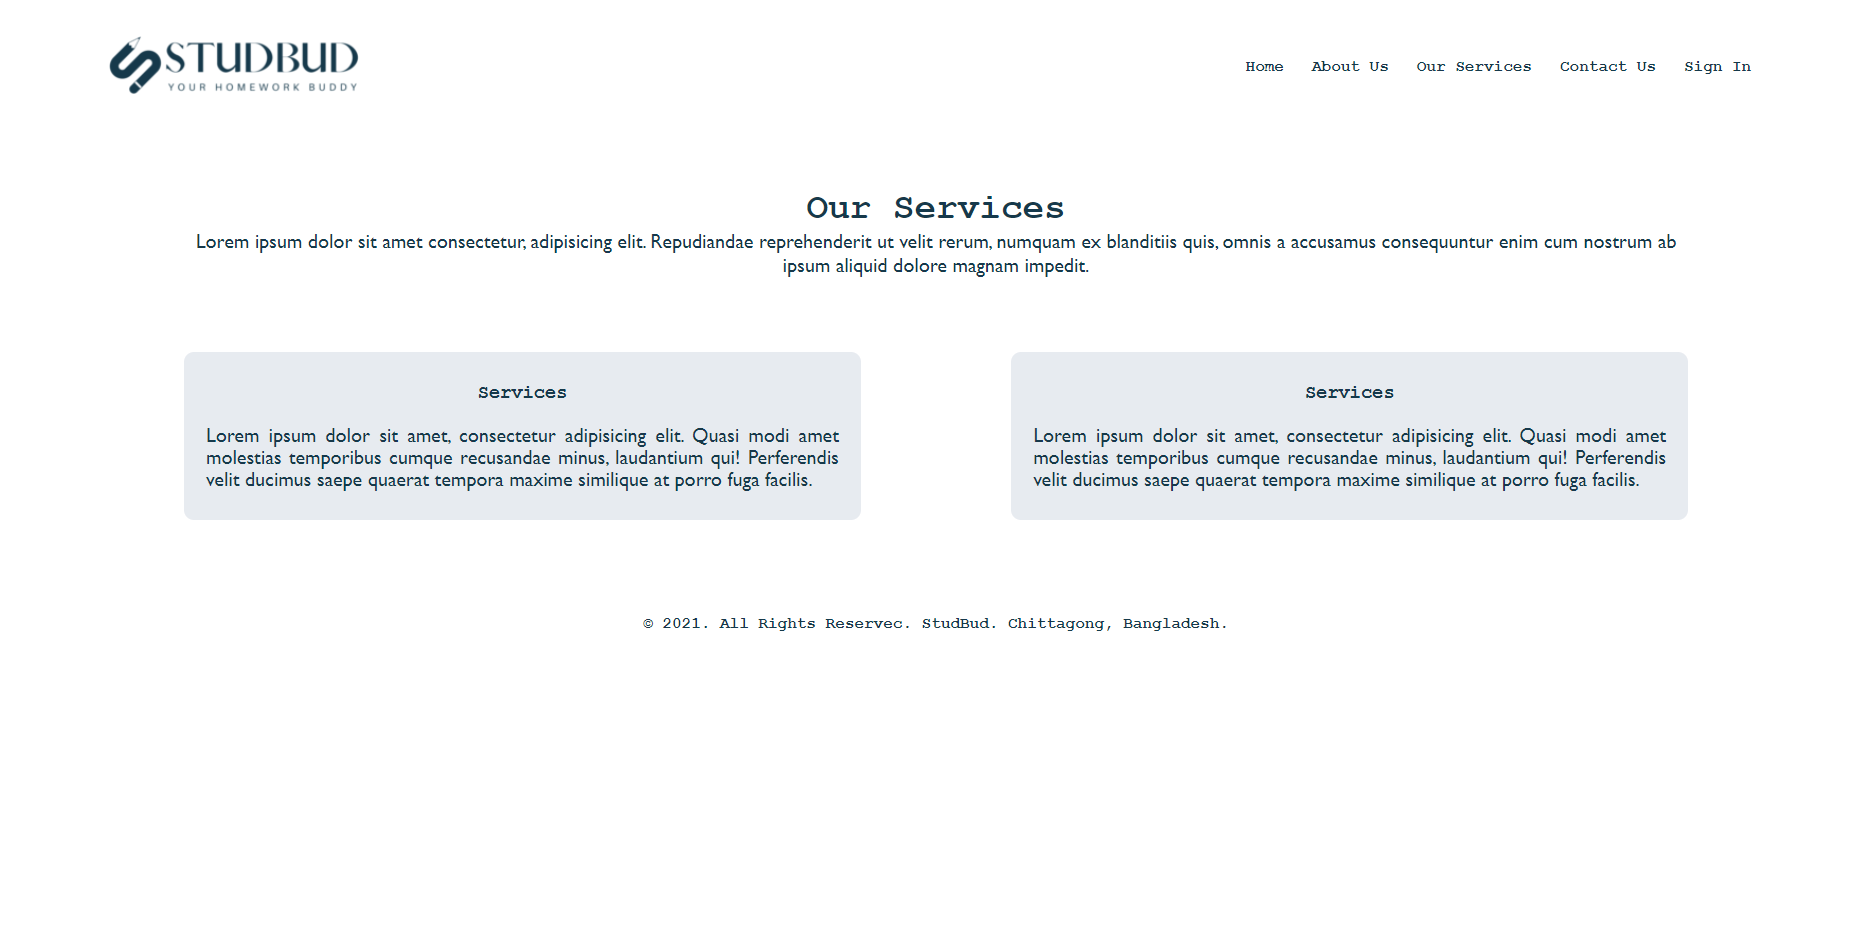 STUDBUD
YOUR HOMEWORK BUDDY
Home About Us Our Services Contact Us Sign In
Our Services
Lorem ipsum dolor sit amet consectetur, adipisicing elit. Repudiandae reprehenderit ut velit rerum, numquam ex blanditiis quis, omnis a accusamus consequuntur enim cum nostrum ab
ipsum aliquid dolore magnam impedit.
Services
Lorem ipsum dolor sit amet, consectetur adipisicing elit. Quasi modi amet
molestias temporibus cumque recusandae minus, laudantium qui! Perferendis
velit ducimus saepe quaerat tempora maxime similique at porro fuga facilis.
Services
Lorem ipsum dolor sit amet, consectetur adipisicing elit. Quasi modi amet
molestias temporibus cumque recusandae minus, laudantium qui! Perferendis
velit ducimus saepe quaerat tempora maxime similique at porro fuga facilis.
© 2021. All Rights Reservec. StudBud. Chittagong, Bangladesh.